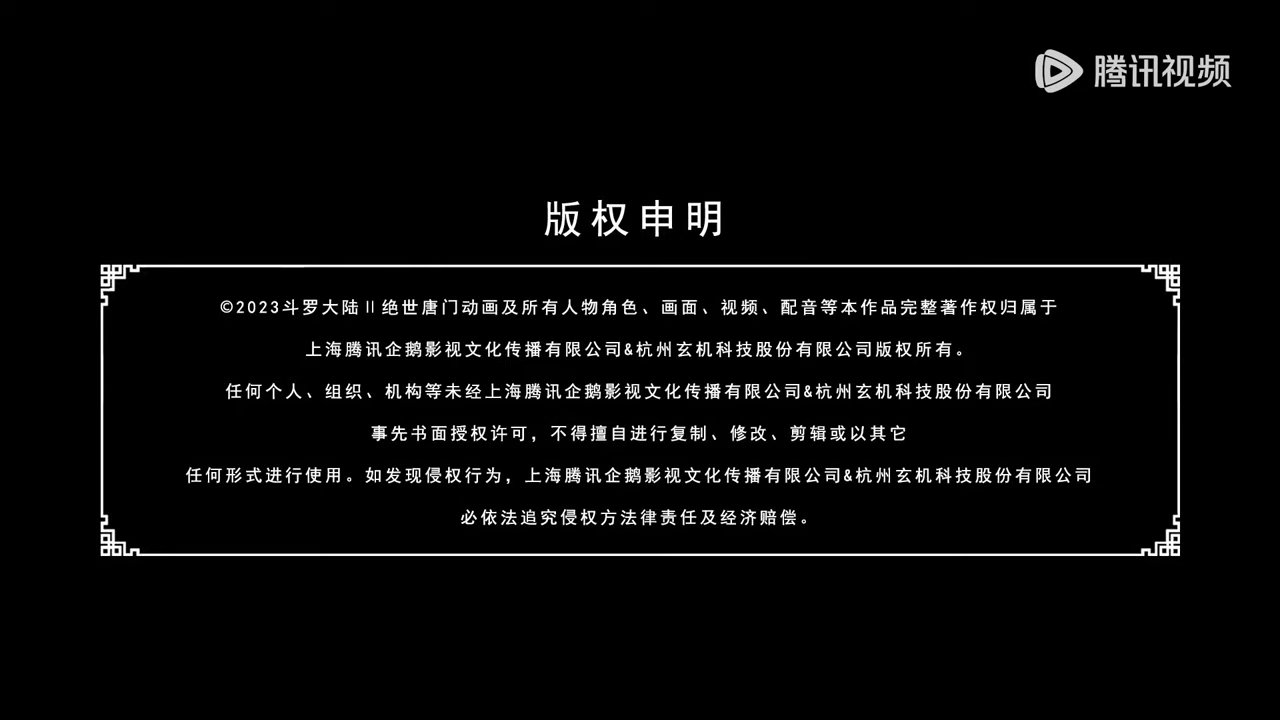 腾讯视频
版权申明
©2023斗罗大陆Ⅱ绝世唐门动画及所有人物角色、画面、视频、配音等本作品完整著作权归属于
上海腾讯企鹅影视文化传播有限公司&杭州玄机科技股份有限公司版权所有。
任何个人、组织、机构等未经上海腾讯企鹅影视文化传播有限公司&杭州玄机科技股份有限公司
事先书面授权许可，不得擅自进行复制、修改、剪辑或以其它
任何形式进行使用。如发现侵权行为，上海腾讯企鹅影视文化传播有限公司&杭州玄机科技股份有限公司
必依法追究侵权方法律责任及经济赔偿。